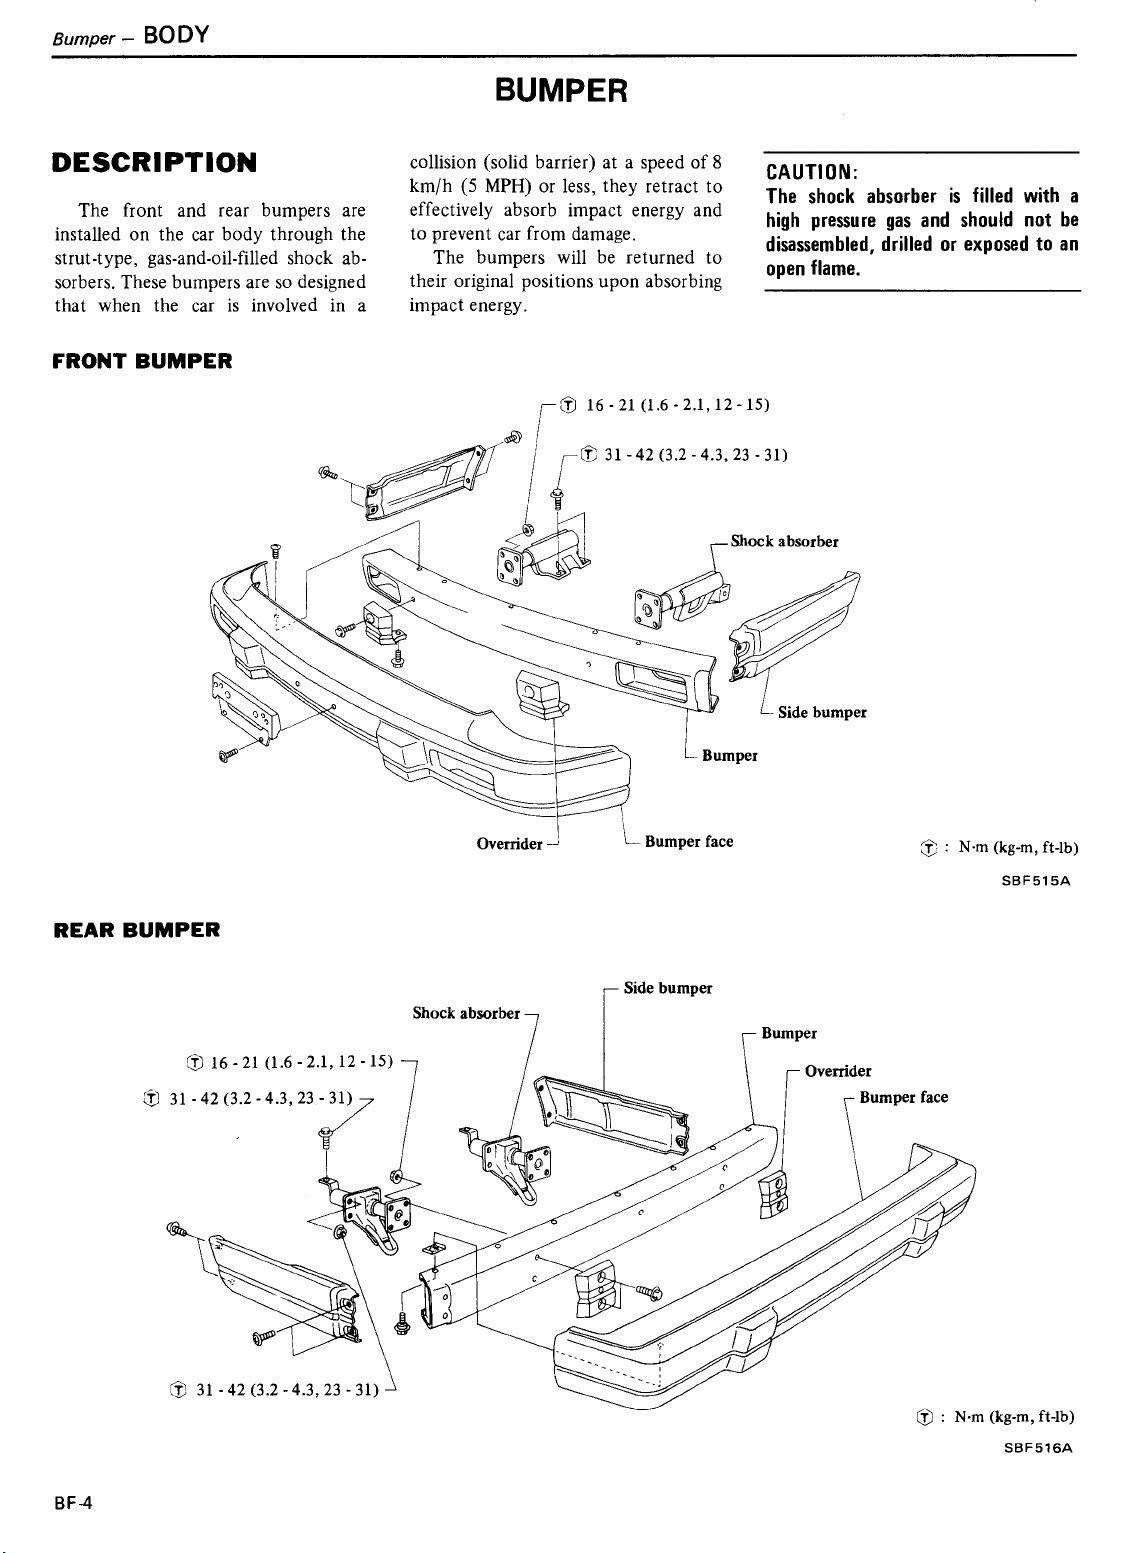 Bumper – BODY
BUMPER
DESCRIPTION
The front and rear bumpers are
installed on the car body through the
strut-type, gas-and-oil-filled shock ab-
sorbers. These bumpers are so designed
that when the car is involved in a
collision (solid barrier) at a speed of 8
km/h (5 MPH) or less, they retract to
effectively absorb impact energy and
to prevent car from damage.
The bumpers will be returned to
their original positions upon absorbing
impact energy.
CAUTION:
The shock absorber is filled with a
high pressure gas and should not be
disassembled, drilled or exposed to an
open flame.
FRONT BUMPER
Ⓣ 16 - 21 (1.6 - 2.1, 12 - 15)
Ⓣ 31 - 42 (3.2 - 4.3, 23 - 31)
Shock absorber
Side bumper
Bumper
Overrider
Bumper face
Ⓣ : N·m (kg-m, ft-lb)
SBF515A
REAR BUMPER
Side bumper
Shock absorber
Bumper
Ⓣ 16 - 21 (1.6 - 2.1, 12 - 15)
Overrider
Ⓣ 31 - 42 (3.2 - 4.3, 23 - 31)
Bumper face
Ⓣ 31 - 42 (3.2 - 4.3, 23 - 31)
Ⓣ : N·m (kg-m, ft-lb)
SBF516A
BF-4